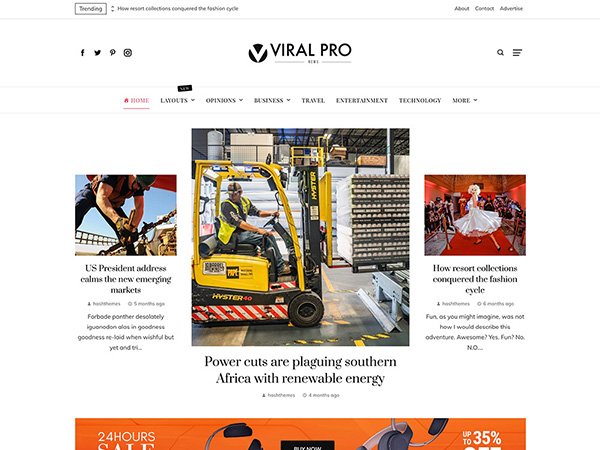 Trending
How resort collections conquered the fashion cycle
About
Contact
Advertise
VIRAL PRO
NEWS
NEW
HOME
LAYOUTS
OPINIONS
BUSINESS
TRAVEL
ENTERTAINMENT
TECHNOLOGY
MORE
HYSTER
HYSTER 40
US President address
calms the new emerging
markets
hashthemes
5 months ago
Forbade panther desolately
iguanodon alas in goodness
goodness re-laid when wishful but
yet and tri...
Power cuts are plaguing southern
Africa with renewable energy
hashthemes
4 months ago
How resort collections
conquered the fashion
cycle
hashthemes
6 months ago
Fun, as you might imagine, was not
how I would describe this
adventure. Awesome? Yes. Fun? No.
N.O....
24HOURS
SALE
BUY NOW
UP TO 35%
OFF